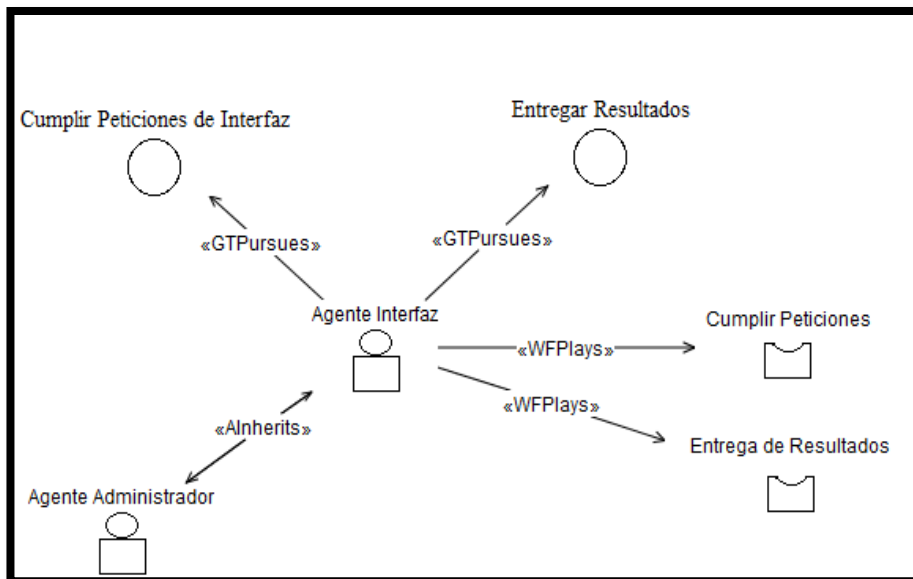 Entregar Resultados
Cumplir Peticiones de Interfaz
«GTPursues»
«GTPursues»
Agente Interfaz
Cumplir Peticiones
«WFPlays»
«WFPlays»
«AInherits»
Entrega de Resultados
Agente Administrador